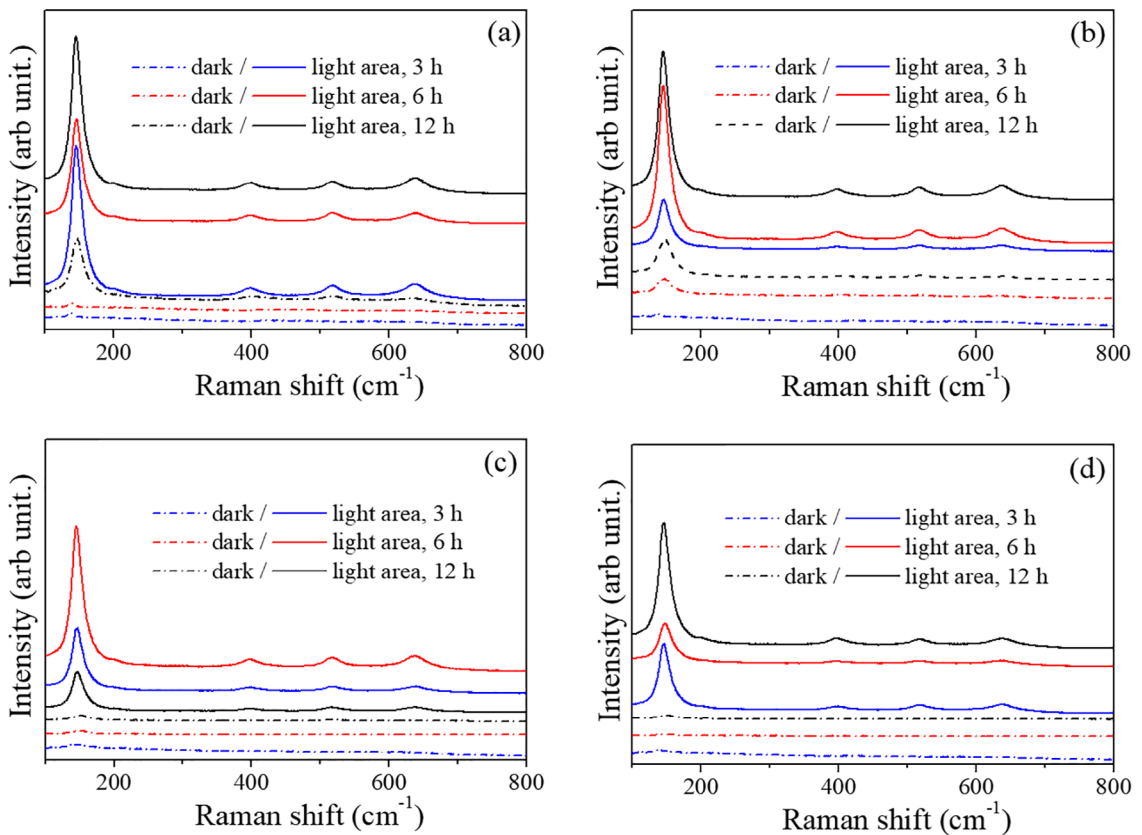 (a)
dark / light area, 3 h
dark / light area, 6 h
dark / light area, 12 h
Intensity (arb unit.)
200 400 600 800
Raman shift (cm⁻¹)
(b)
dark / light area, 3 h
dark / light area, 6 h
dark / light area, 12 h
Intensity (arb unit.)
200 400 600 800
Raman shift (cm⁻¹)
(c)
dark / light area, 3 h
dark / light area, 6 h
dark / light area, 12 h
Intensity (arb unit.)
200 400 600 800
Raman shift (cm⁻¹)
(d)
dark / light area, 3 h
dark / light area, 6 h
dark / light area, 12 h
Intensity (arb unit.)
200 400 600 800
Raman shift (cm⁻¹)